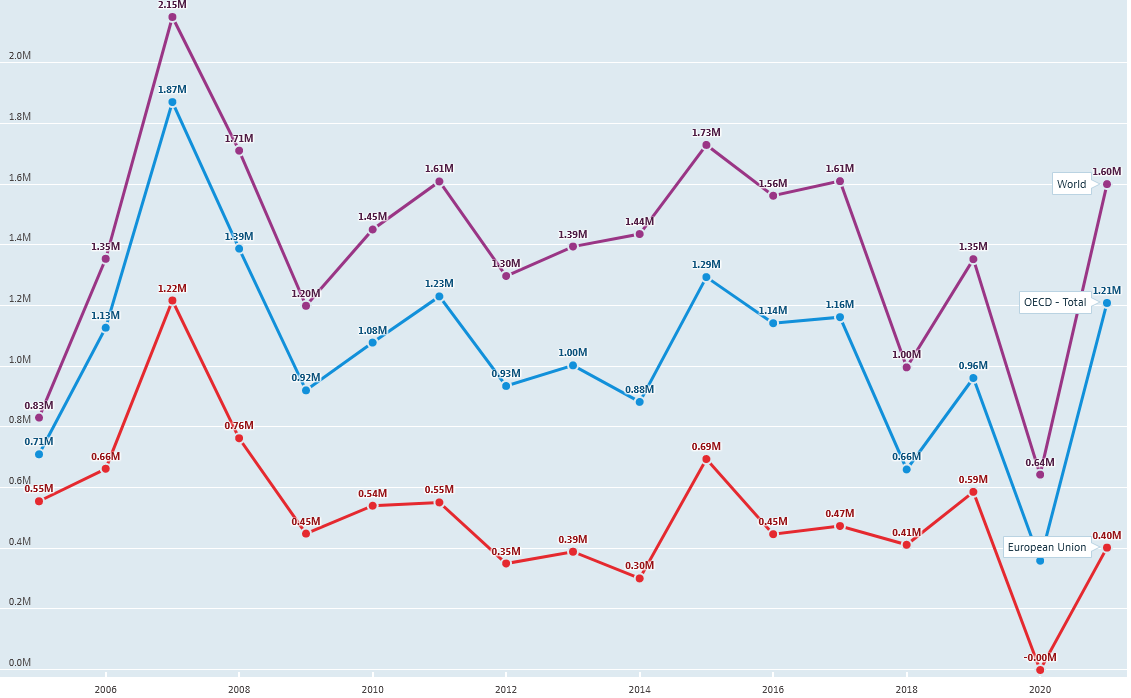 2.15M
2.0M
1.87M
1.8M
1.73M
1.71M
1.61M
1.61M
1.60M
1.6M
World
1.56M
1.45M
1.44M
1.4M
1.39M
1.39M
1.35M
1.35M
1.30M
1.29M
1.23M
1.22M
1.21M
OECD - Total
1.20M
1.2M
1.16M
1.14M
1.13M
1.08M
1.00M
1.00M
1.0M
0.96M
0.93M
0.92M
0.88M
0.83M
0.8M
0.76M
0.71M
0.69M
0.66M
0.66M
0.64M
0.6M
0.59M
0.55M
0.55M
0.54M
0.47M
0.45M
0.45M
0.41M
0.40M
0.4M
European Union
0.39M
0.35M
0.30M
0.2M
-0.00M
0.0M
2006 2008 2010 2012 2014 2016 2018 2020